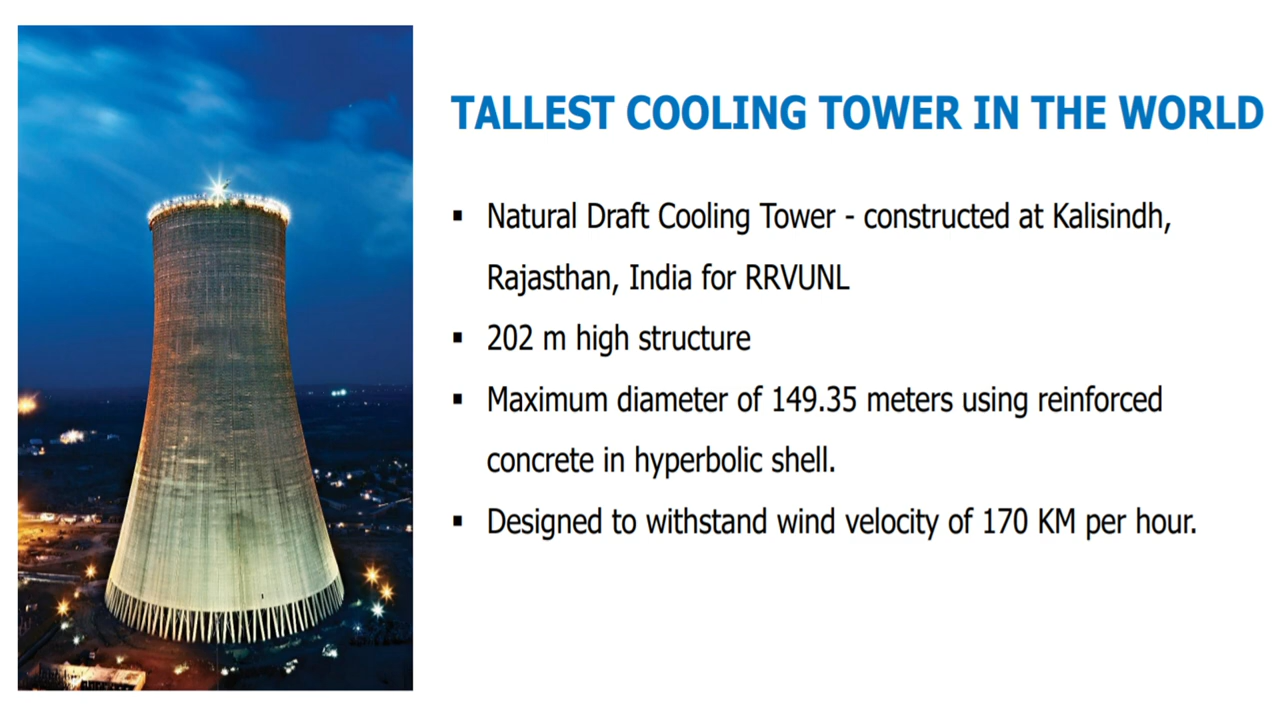 TALLEST COOLING TOWER IN THE WORLD
▪ Natural Draft Cooling Tower - constructed at Kalisindh,
Rajasthan, India for RRVUNL
▪ 202 m high structure
▪ Maximum diameter of 149.35 meters using reinforced
concrete in hyperbolic shell.
▪ Designed to withstand wind velocity of 170 KM per hour.